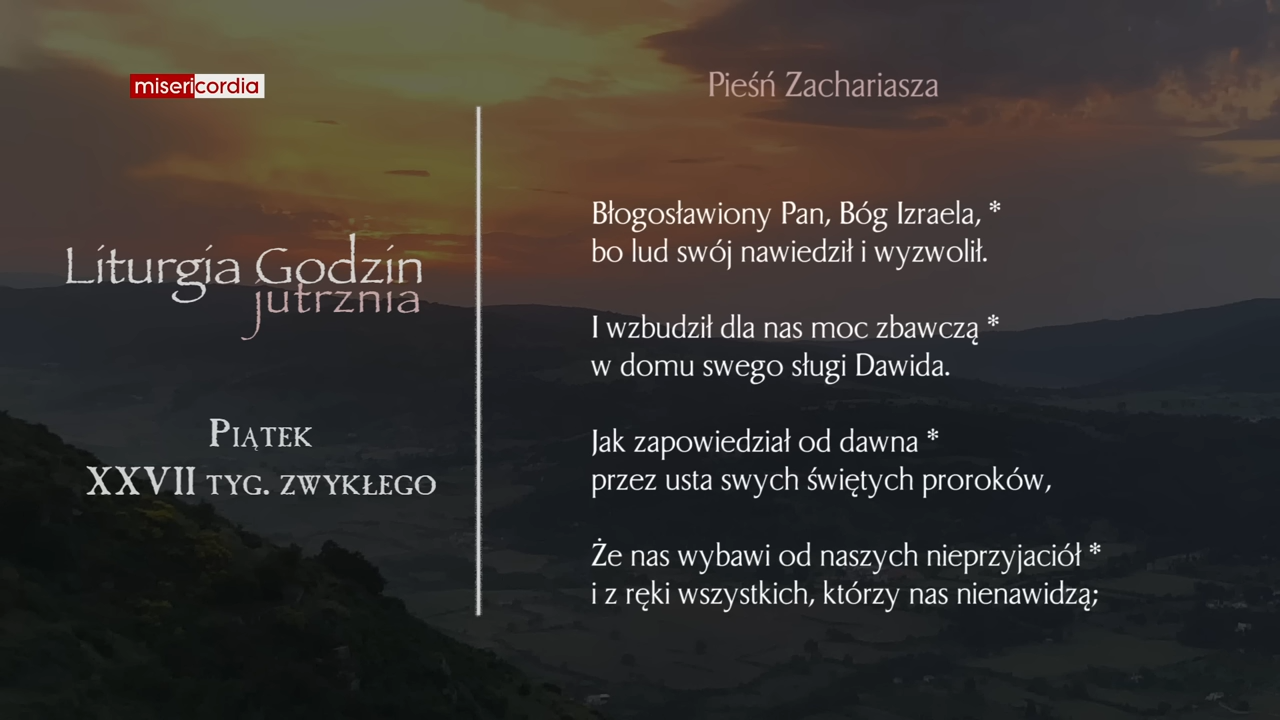 misericordia
Liturgia Godzin
jutrznia
Piątek
XXVII tyg. zwykłego
Pieśń Zachariasza
Błogosławiony Pan, Bóg Izraela, *
bo lud swój nawiedził i wyzwolił.
I wzbudził dla nas moc zbawczą *
w domu swego sługi Dawida.
Jak zapowiedział od dawna *
przez usta swych świętych proroków,
Że nas wybawi od naszych nieprzyjaciół *
i z ręki wszystkich, którzy nas nienawidzą;